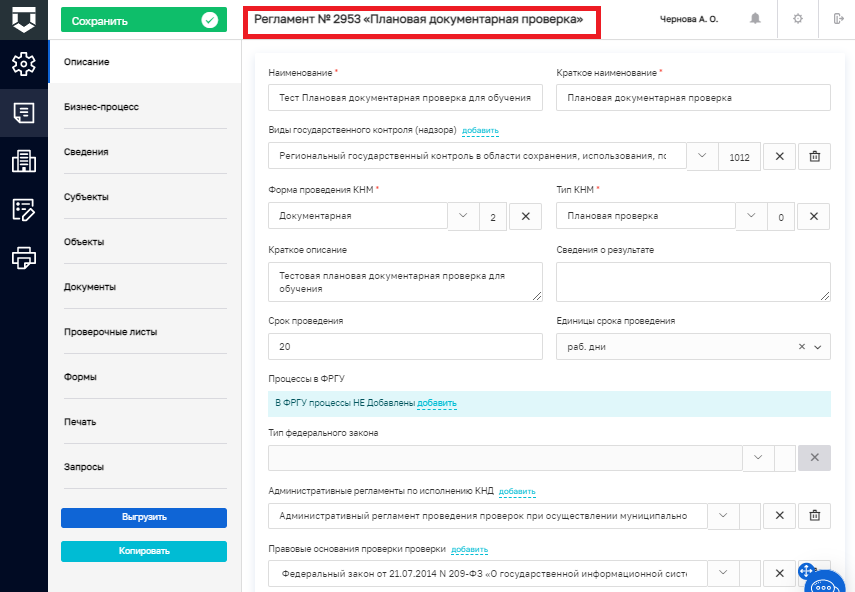 Сохранить
Регламент № 2953 «Плановая документарная проверка»
Чернова А. О.
Описание
Бизнес-процесс
Сведения
Субъекты
Объекты
Документы
Проверочные листы
Формы
Печать
Запросы
Выгрузить
Копировать
Наименование *
Краткое наименование *
Тест Плановая документарная проверка для обучения
Плановая документарная проверка
Виды государственного контроля (надзора) добавить
Региональный государственный контроль в области сохранения, использования, пс
1012
Форма проведения КНМ *
Тип КНМ *
Документарная
2
Плановая проверка
0
Краткое описание
Сведения о результате
Тестовая плановая документарная проверка для
обучения
Срок проведения
Единицы срока проведения
20
раб. дни
Процессы в ФРГУ
В ФРГУ процессы НЕ Добавлены добавить
Тип федерального закона
Административные регламенты по исполнению КНД добавить
Административный регламент проведения проверок при осуществлении муниципально
Правовые основания проверки проверки добавить
Федеральный закон от 21.07.2014 N 209-ФЗ «О государственной информационной сист